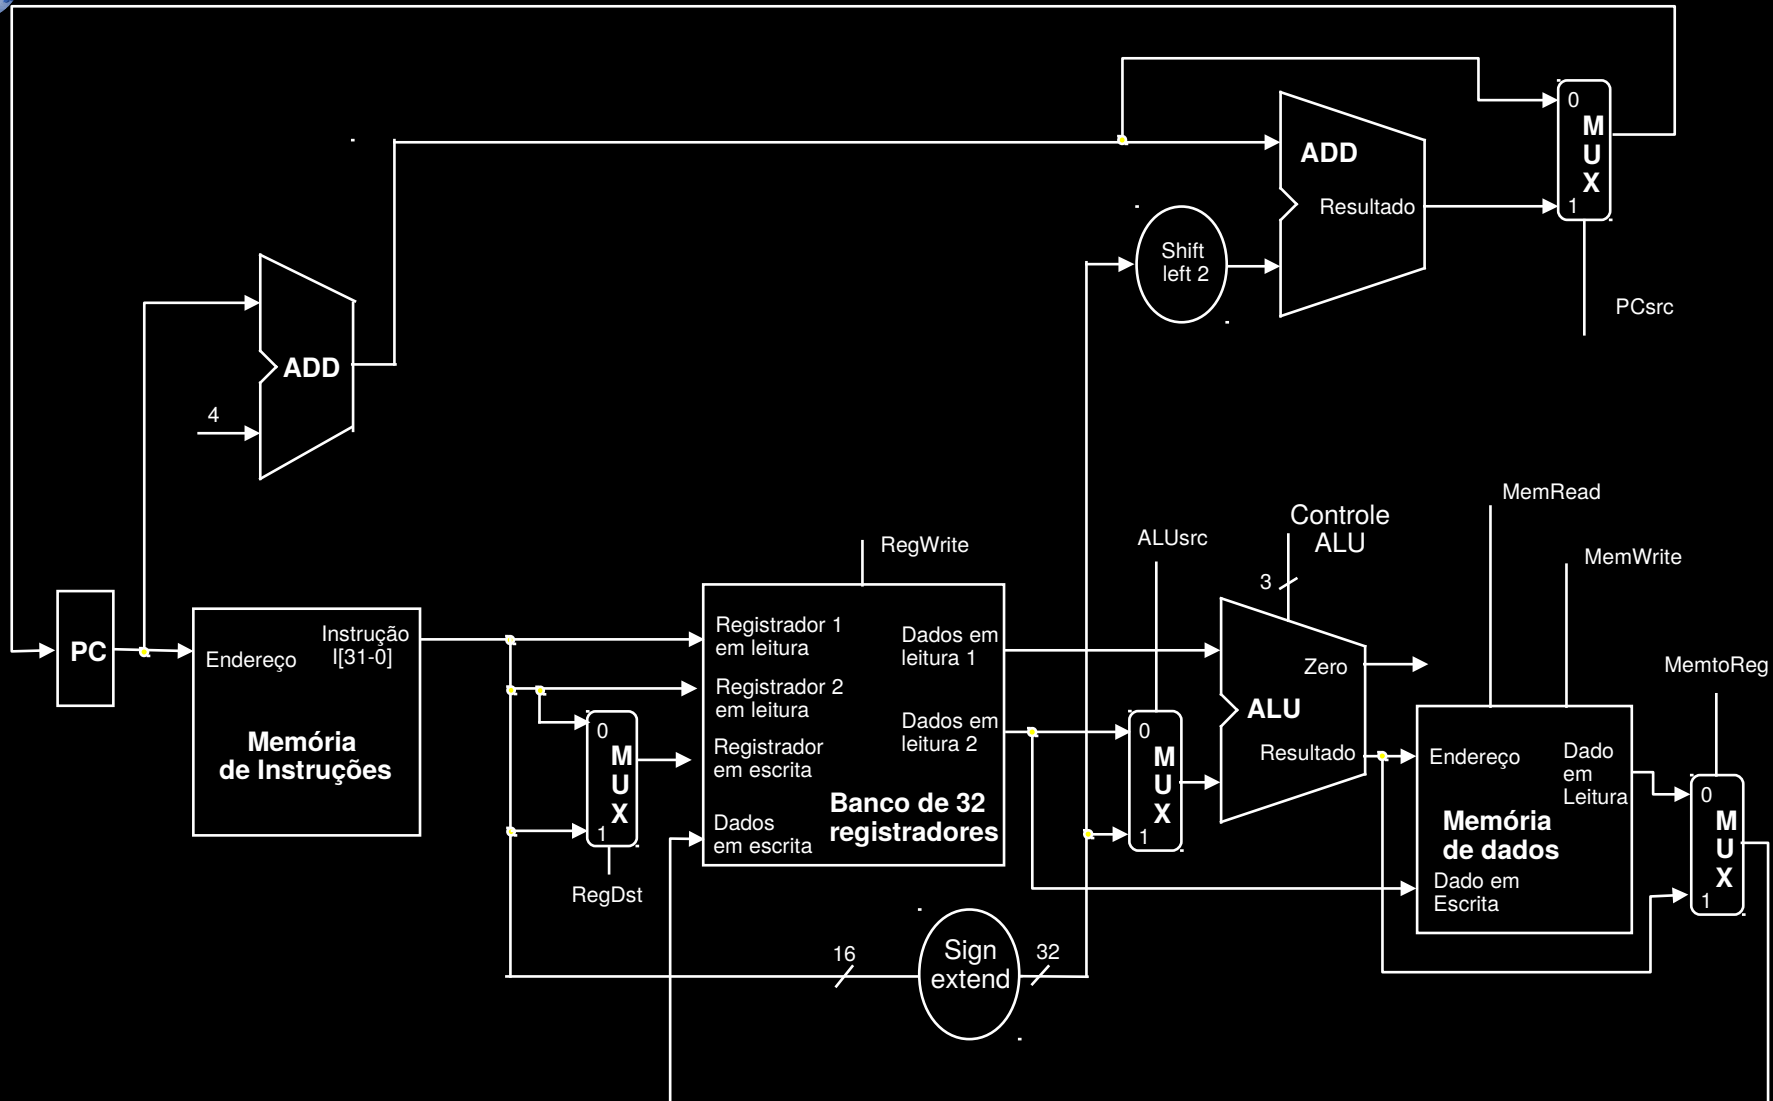 0
M
U
X
1
ADD
Resultado
Shift
left 2
PCsrc
ADD
4
MemRead
Controle
ALU
ALUsrc
RegWrite
MemWrite
3
PC
Instrução
I[31-0]
Endereço
Memória
de Instruções
Registrador 1
em leitura
Registrador 2
em leitura
Registrador
em escrita
Dados
em escrita
Dados em
leitura 1
Dados em
leitura 2
Banco de 32
registradores
0
M
U
X
1
RegDst
0
M
U
X
1
Zero
ALU
Resultado
Endereço
Dado
em
Leitura
Memória
de dados
Dado em
Escrita
MemtoReg
0
M
U
X
1
16
Sign
extend
32